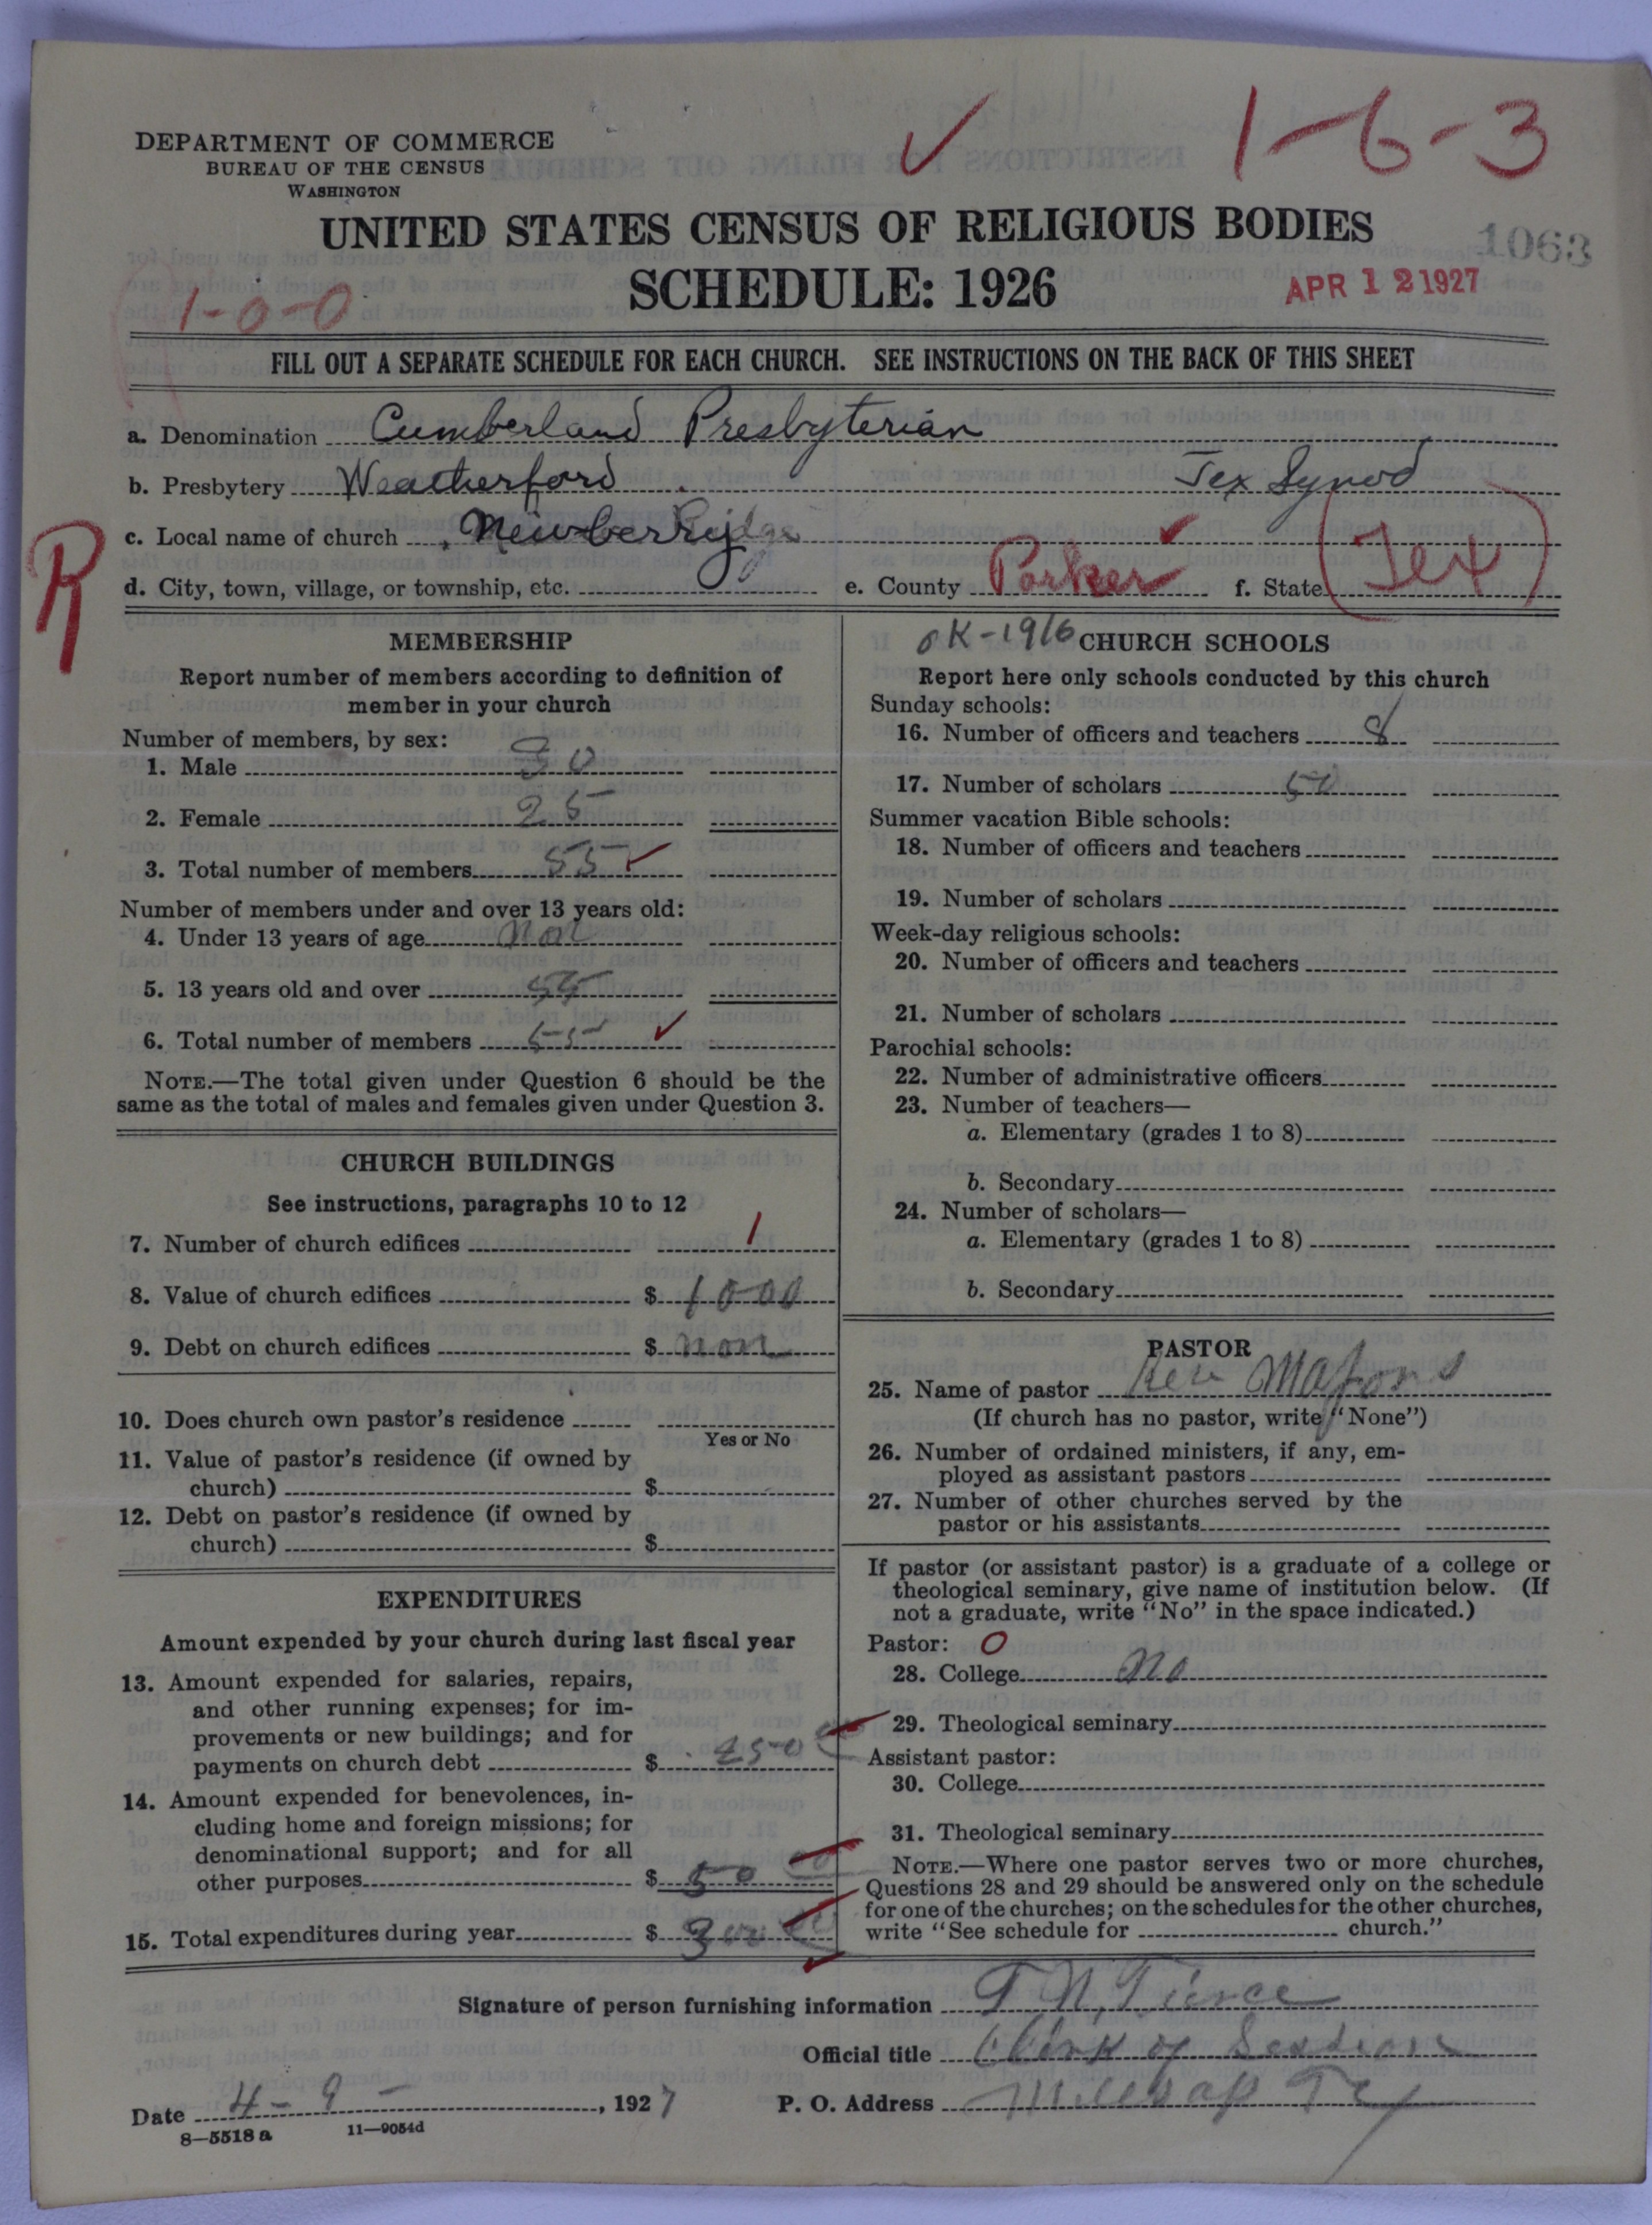 DEPARTMENT OF COMMERCE
BUREAU OF THE CENSUS
WASHINGTON
1-6-3
UNITED STATES CENSUS OF RELIGIOUS BODIES
1063
SCHEDULE: 1926
APR 12 1927
1-0-0
FILL OUT A SEPARATE SCHEDULE FOR EACH CHURCH. SEE INSTRUCTIONS ON THE BACK OF THIS SHEET
a. Denomination Cumberland Presbyterian
b. Presbytery Weatherford Tex Synod
c. Local name of church Newberry
R
d. City, town, village, or township, etc. e. County Parker f. State (Tex)
MEMBERSHIP
Report number of members according to definition of
member in your church
Number of members, by sex:
1. Male 30
2. Female 25
3. Total number of members 55
Number of members under and over 13 years old:
4. Under 13 years of age non
5. 13 years old and over 55
6. Total number of members 55
NOTE.—The total given under Question 6 should be the
same as the total of males and females given under Question 3.
CHURCH BUILDINGS
See instructions, paragraphs 10 to 12
7. Number of church edifices 1
8. Value of church edifices $ 1000
9. Debt on church edifices $ non
10. Does church own pastor's residence
Yes or No
11. Value of pastor's residence (if owned by
church) $
12. Debt on pastor's residence (if owned by
church) $
EXPENDITURES
Amount expended by your church during last fiscal year
13. Amount expended for salaries, repairs,
and other running expenses; for im-
provements or new buildings; and for
payments on church debt $ 250 00
14. Amount expended for benevolences, in-
cluding home and foreign missions; for
denominational support; and for all
other purposes $ 50 00
15. Total expenditures during year $ 300 00
OK-1916 CHURCH SCHOOLS
Report here only schools conducted by this church
Sunday schools:
16. Number of officers and teachers 8
17. Number of scholars 50
Summer vacation Bible schools:
18. Number of officers and teachers
19. Number of scholars
Week-day religious schools:
20. Number of officers and teachers
21. Number of scholars
Parochial schools:
22. Number of administrative officers
23. Number of teachers—
a. Elementary (grades 1 to 8)
b. Secondary
24. Number of scholars—
a. Elementary (grades 1 to 8)
b. Secondary
PASTOR
25. Name of pastor
(If church has no pastor, write "None")
26. Number of ordained ministers, if any, em-
ployed as assistant pastors
27. Number of other churches served by the
pastor or his assistants
If pastor (or assistant pastor) is a graduate of a college or
theological seminary, give name of institution below. (If
not a graduate, write "No" in the space indicated.)
Pastor: O
28. College no
29. Theological seminary
Assistant pastor:
30. College
31. Theological seminary
NOTE.—Where one pastor serves two or more churches,
Questions 28 and 29 should be answered only on the schedule
for one of the churches; on the schedules for the other churches,
write "See schedule for church."
Signature of person furnishing information T. N. Pierce
Official title Clerk of Session
Date 4-9-, 1927 P. O. Address Millsap Tex
8—5518 a 11—9054d